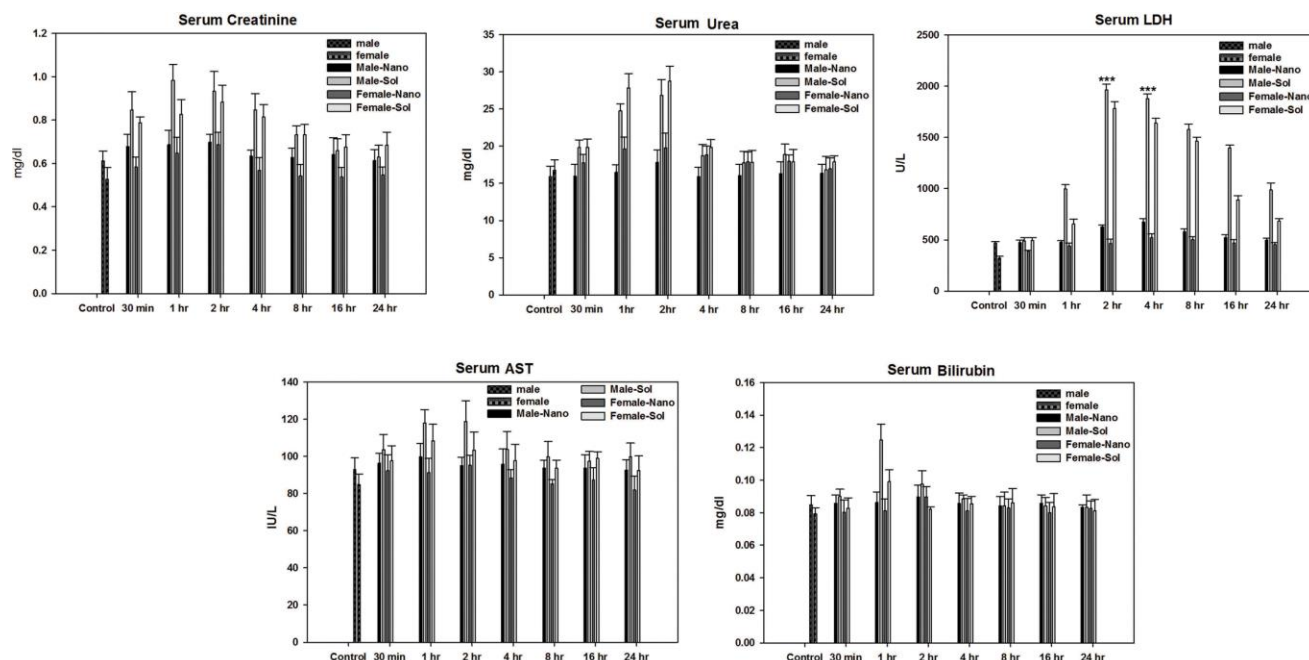 Serum Creatinine
1.2
1.0
0.8
0.6
0.4
0.2
0.0
mg/dl
male
female
Male-Nano
Male-Sol
Female-Nano
Female-Sol
Control 30 min 1 hr 2 hr 4 hr 8 hr 16 hr 24 hr
Serum Urea
40
35
30
25
20
15
10
5
0
mg/dl
male
female
Male-Nano
Male-Sol
Female-Nano
Female-Sol
Control 30 min 1hr 2hr 4 hr 8 hr 16 hr 24 hr
Serum LDH
2500
2000
1500
1000
500
0
U/L
male
female
Male-Nano
Male-Sol
Female-Nano
Female-Sol
*** ***
Control 30 min 1 hr 2 hr 4 hr 8 hr 16 hr 24 hr
Serum AST
140
120
100
80
60
40
20
0
IU/L
male Male-Sol
female Female-Nano
Male-Nano Female-Sol
Control 30 min 1 hr 2 hr 4 hr 8 hr 16 hr 24 hr
Serum Bilirubin
0.16
0.14
0.12
0.10
0.08
0.06
0.04
0.02
0.00
mg/dl
male
female
Male-Nano
Male-Sol
Female-Nano
Female-Sol
Control 30 min 1 hr 2 hr 4 hr 8 hr 16 hr 24 hr